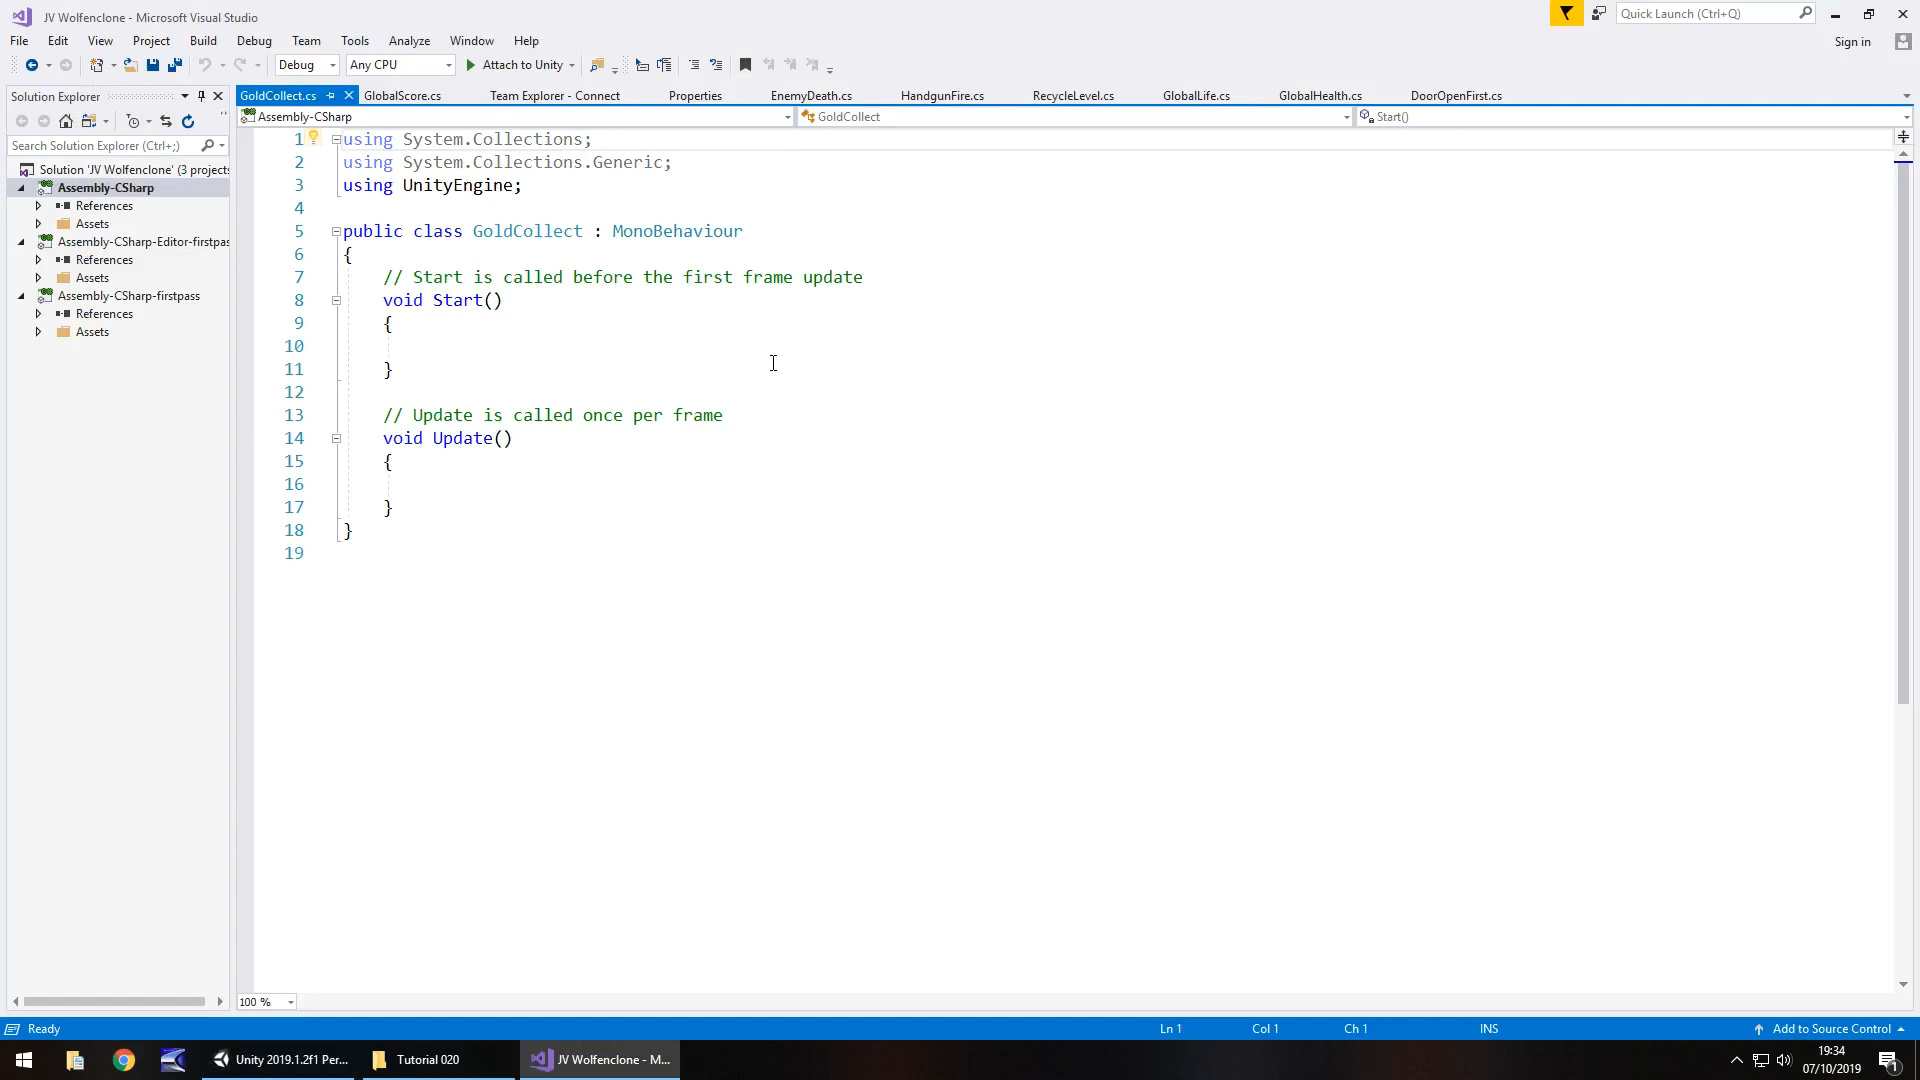 JV Wolfenclone - Microsoft Visual Studio
Quick Launch (Ctrl+Q)
File Edit View Project Build Debug Team Tools Analyze Window Help
Sign in
Debug Any CPU Attach to Unity
Solution Explorer
GoldCollect.cs GlobalScore.cs Team Explorer - Connect Properties EnemyDeath.cs HandgunFire.cs RecycleLevel.cs GlobalLife.cs GlobalHealth.cs DoorOpenFirst.cs
Assembly-CSharp GoldCollect Start()
Search Solution Explorer (Ctrl+;)
Solution 'JV Wolfenclone' (3 projects
Assembly-CSharp
References
Assets
Assembly-CSharp-Editor-firstpas
References
Assets
Assembly-CSharp-firstpass
References
Assets
1 using System.Collections;
2 using System.Collections.Generic;
3 using UnityEngine;
4
5 public class GoldCollect : MonoBehaviour
6 {
7 // Start is called before the first frame update
8 void Start()
9 {
10
11 }
12
13 // Update is called once per frame
14 void Update()
15 {
16
17 }
18 }
19
100 %
Ready Ln 1 Col 1 Ch 1 INS Add to Source Control
Unity 2019.1.2f1 Per... Tutorial 020 JV Wolfenclone - M...
19:34
07/10/2019
1